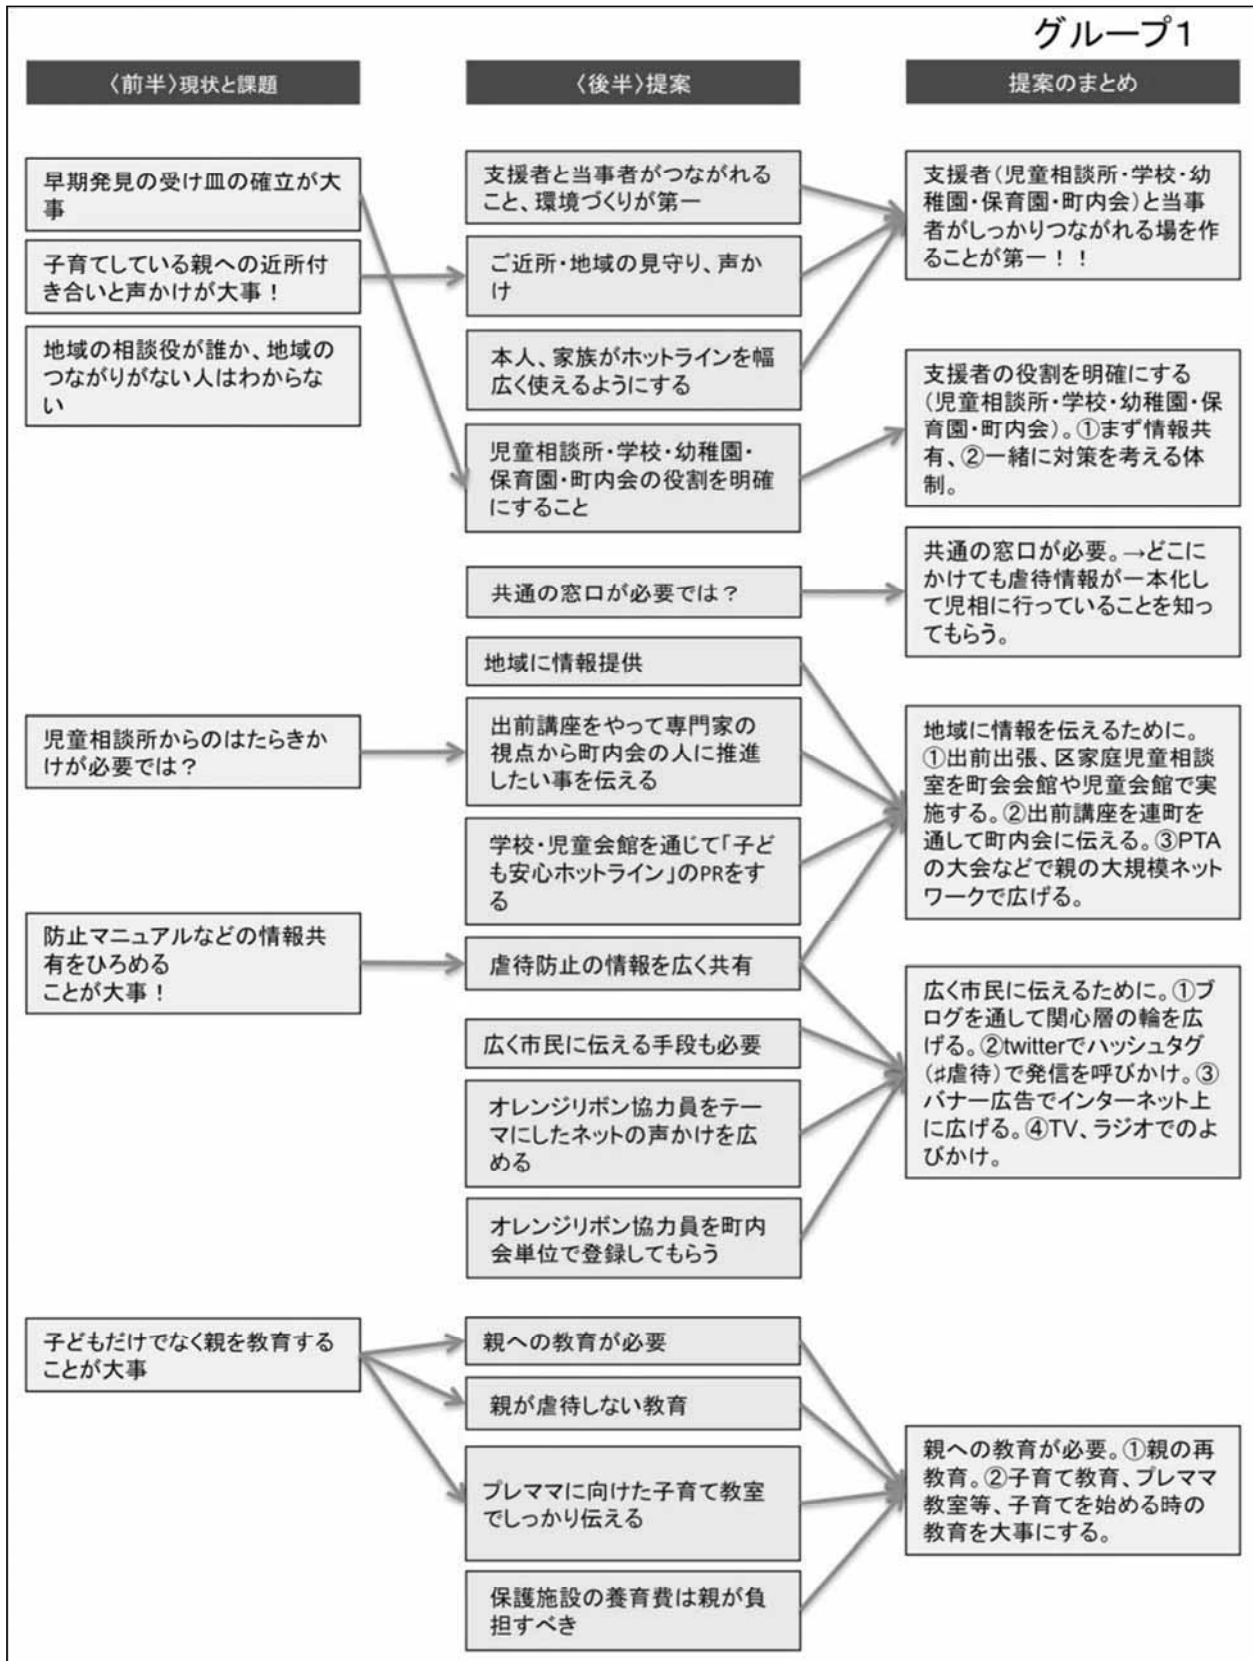 グループ1
〈前半〉現状と課題
〈後半〉提案
提案のまとめ
早期発見の受け皿の確立が大
事
子育てしている親への近所付
き合いと声かけが大事！
地域の相談役が誰か、地域の
つながりがない人はわからな
い
児童相談所からのはたらきか
けが必要では？
防止マニュアルなどの情報共
有をひろめる
ことが大事！
子どもだけでなく親を教育する
ことが大事
支援者と当事者がつながれる
こと、環境づくりが第一
ご近所・地域の見守り、声か
け
本人、家族がホットラインを幅
広く使えるようにする
児童相談所・学校・幼稚園・
保育園・町内会の役割を明確
にすること
共通の窓口が必要では？
地域に情報提供
出前講座をやって専門家の
視点から町内会の人に推進
したい事を伝える
学校・児童会館を通じて「子ど
も安心ホットライン」のPRをす
る
虐待防止の情報を広く共有
広く市民に伝える手段も必要
オレンジリボン協力員をテー
マにしたネットの声かけを広
める
オレンジリボン協力員を町内
会単位で登録してもらう
親への教育が必要
親が虐待しない教育
プレママに向けた子育て教室
でしっかり伝える
保護施設の養育費は親が負
担すべき
支援者（児童相談所・学校・幼
稚園・保育園・町内会）と当事
者がしっかりつながれる場を作
ることが第一！！
支援者の役割を明確にする
（児童相談所・学校・幼稚園・保
育園・町内会）。①まず情報共
有、②一緒に対策を考える体
制。
共通の窓口が必要。→どこに
かけても虐待情報が一本化し
て児相に行っていることを知っ
てもらう。
地域に情報を伝えるために。
①出前出張、区家庭児童相談
室を町会会館や児童会館で実
施する。②出前講座を連町を
通して町内会に伝える。③PTA
の大会などで親の大規模ネット
ワークで広げる。
広く市民に伝えるために。①ブ
ログを通して関心層の輪を広
げる。②twitterでハッシュタグ
（♯虐待）で発信を呼びかけ。③
バナー広告でインターネット上
に広げる。④TV、ラジオでのよ
びかけ。
親への教育が必要。①親の再
教育。②子育て教育、プレママ
教室等、子育てを始める時の
教育を大事にする。